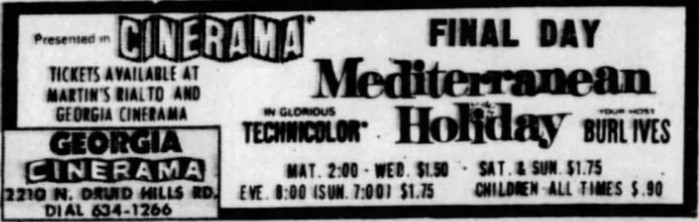 Presented in CINERAMA®
TICKETS AVAILABLE AT
MARTIN'S RIALTO AND
GEORGIA CINERAMA
GEORGIA
CINERAMA
2210 N. DRUID HILLS RD.
DIAL 634-1266
FINAL DAY
Mediterranean
Holiday
IN GLORIOUS
TECHNICOLOR®
YOUR HOST
BURL IVES
MAT. 2:00 - WED. $1.50 - SAT. & SUN. $1.75
EVE. 8:00 (SUN. 7:00) $1.75 CHILDREN ALL TIMES $.90